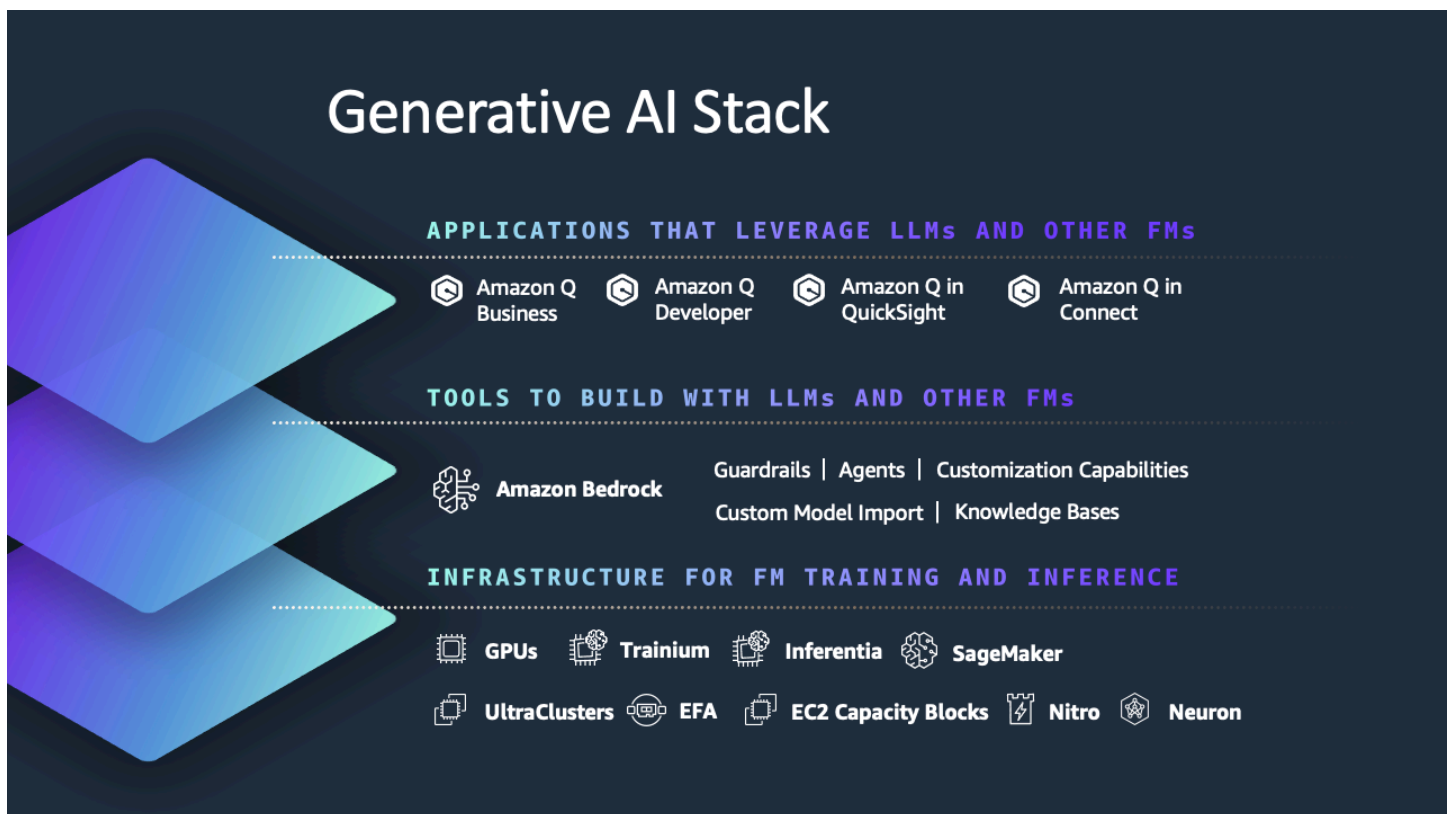 Generative AI Stack
APPLICATIONS THAT LEVERAGE LLMs AND OTHER FMs
Amazon Q
Business
Amazon Q
Developer
Amazon Q in
QuickSight
Amazon Q in
Connect
TOOLS TO BUILD WITH LLMs AND OTHER FMs
Amazon Bedrock
Guardrails | Agents | Customization Capabilities
Custom Model Import | Knowledge Bases
INFRASTRUCTURE FOR FM TRAINING AND INFERENCE
GPUs Trainium Inferentia SageMaker
UltraClusters EFA EC2 Capacity Blocks Nitro Neuron